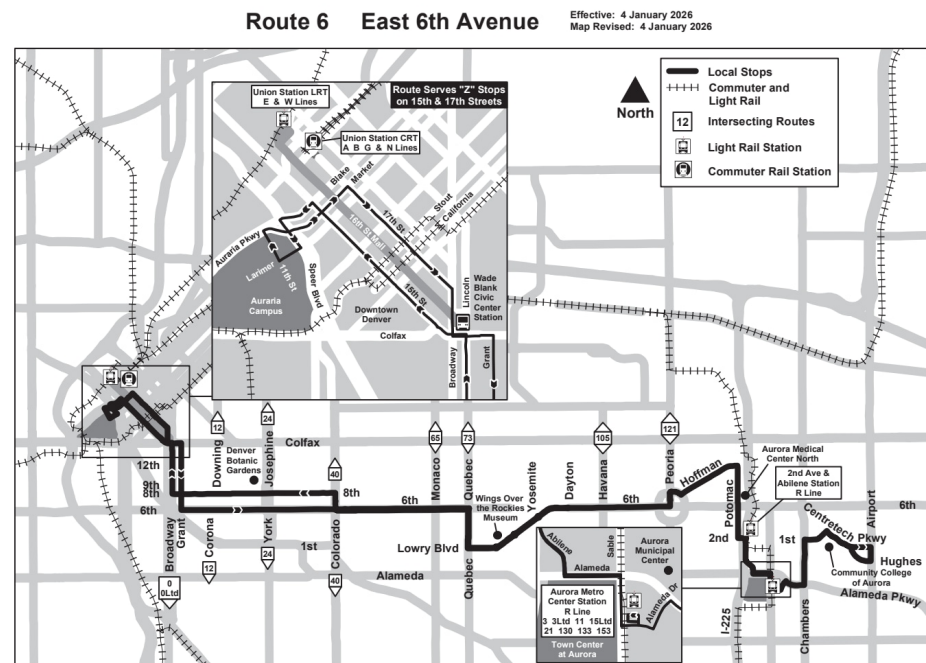 Route 6 East 6th Avenue
Effective: 4 January 2026
Map Revised: 4 January 2026
Union Station LRT
E & W Lines
Route Serves "Z" Stops
on 15th & 17th Streets
Union Station CRT
A B G & N Lines
North
Local Stops
Commuter and
Light Rail
12
Intersecting Routes
Light Rail Station
Commuter Rail Station
Blake
Market
Stout
California
17th St
16th St Mall
15th St
Auraria Pkwy
Larimer
11th St
Speer Blvd
Auraria
Campus
Downtown
Denver
Colfax
Lincoln
Wade
Blank
Civic
Center
Station
Broadway
Grant
12
24
65
73
105
121
Downing
Josephine
Colfax
Monaco
Quebec
Havana
Peoria
Denver
Botanic
Gardens
40
12th
9th
8th
6th
8th
6th
Wings Over
the Rockies
Museum
Yosemite
Dayton
6th
Hoffman
Aurora Medical
Center North
2nd Ave &
Abilene Station
R Line
Potomac
6th
Airport
Centretech
Pkwy
Broadway
Grant
Corona
York
1st
Colorado
Lowry Blvd
Quebec
Alameda
2nd
1st
Hughes
Community College
of Aurora
Alameda Pkwy
Chambers
I-225
0
0Ltd
12
24
40
Abilene
Sable
Alameda
Aurora
Municipal
Center
Alameda Dr
Aurora Metro
Center Station
R Line
3 3Ltd 11 15Ltd
21 130 133 153
Town Center
at Aurora